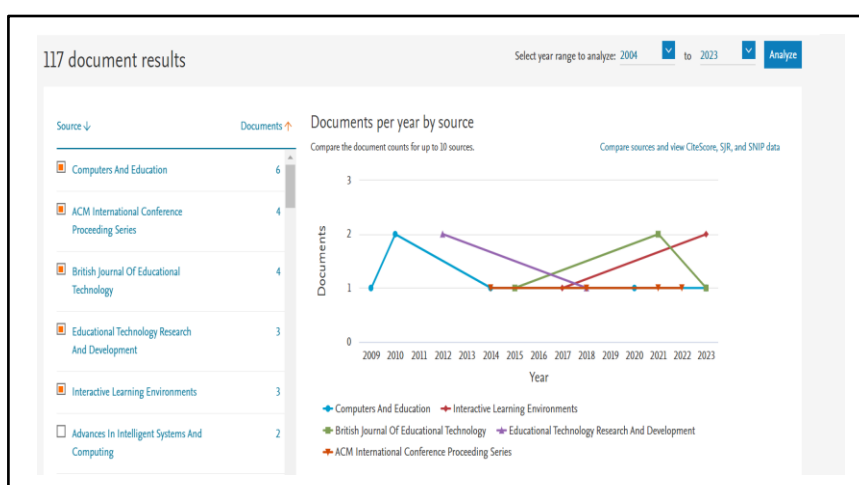 117 document results
Select year range to analyze: 2004 to 2023 Analyze
Source ↓ Documents ↑
Computers And Education 6
ACM International Conference 4
Proceeding Series
British Journal Of Educational 4
Technology
Educational Technology Research 3
And Development
Interactive Learning Environments 3
Advances In Intelligent Systems And 2
Computing
Documents per year by source
Compare the document counts for up to 10 sources. Compare sources and view CiteScore, SJR, and SNIP data
3
2
1
0
Documents
2009 2010 2011 2012 2013 2014 2015 2016 2017 2018 2019 2020 2021 2022 2023
Year
Computers And Education Interactive Learning Environments
British Journal Of Educational Technology Educational Technology Research And Development
ACM International Conference Proceeding Series